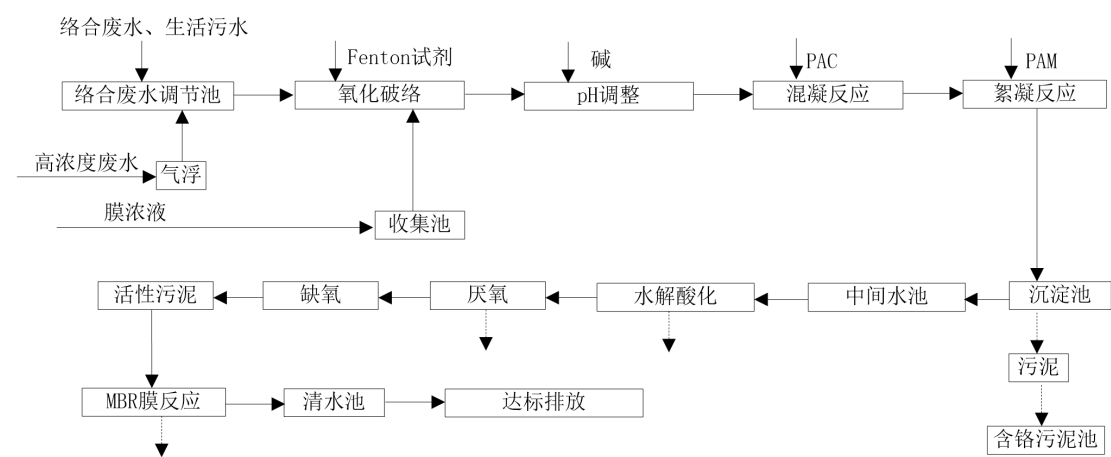 络合废水、生活污水
Fenton试剂
碱
PAC
PAM
络合废水调节池
氧化破络
pH调整
混凝反应
絮凝反应
高浓度废水
气浮
膜浓液
收集池
活性污泥
缺氧
厌氧
水解酸化
中间水池
沉淀池
污泥
MBR膜反应
清水池
达标排放
含铬污泥池